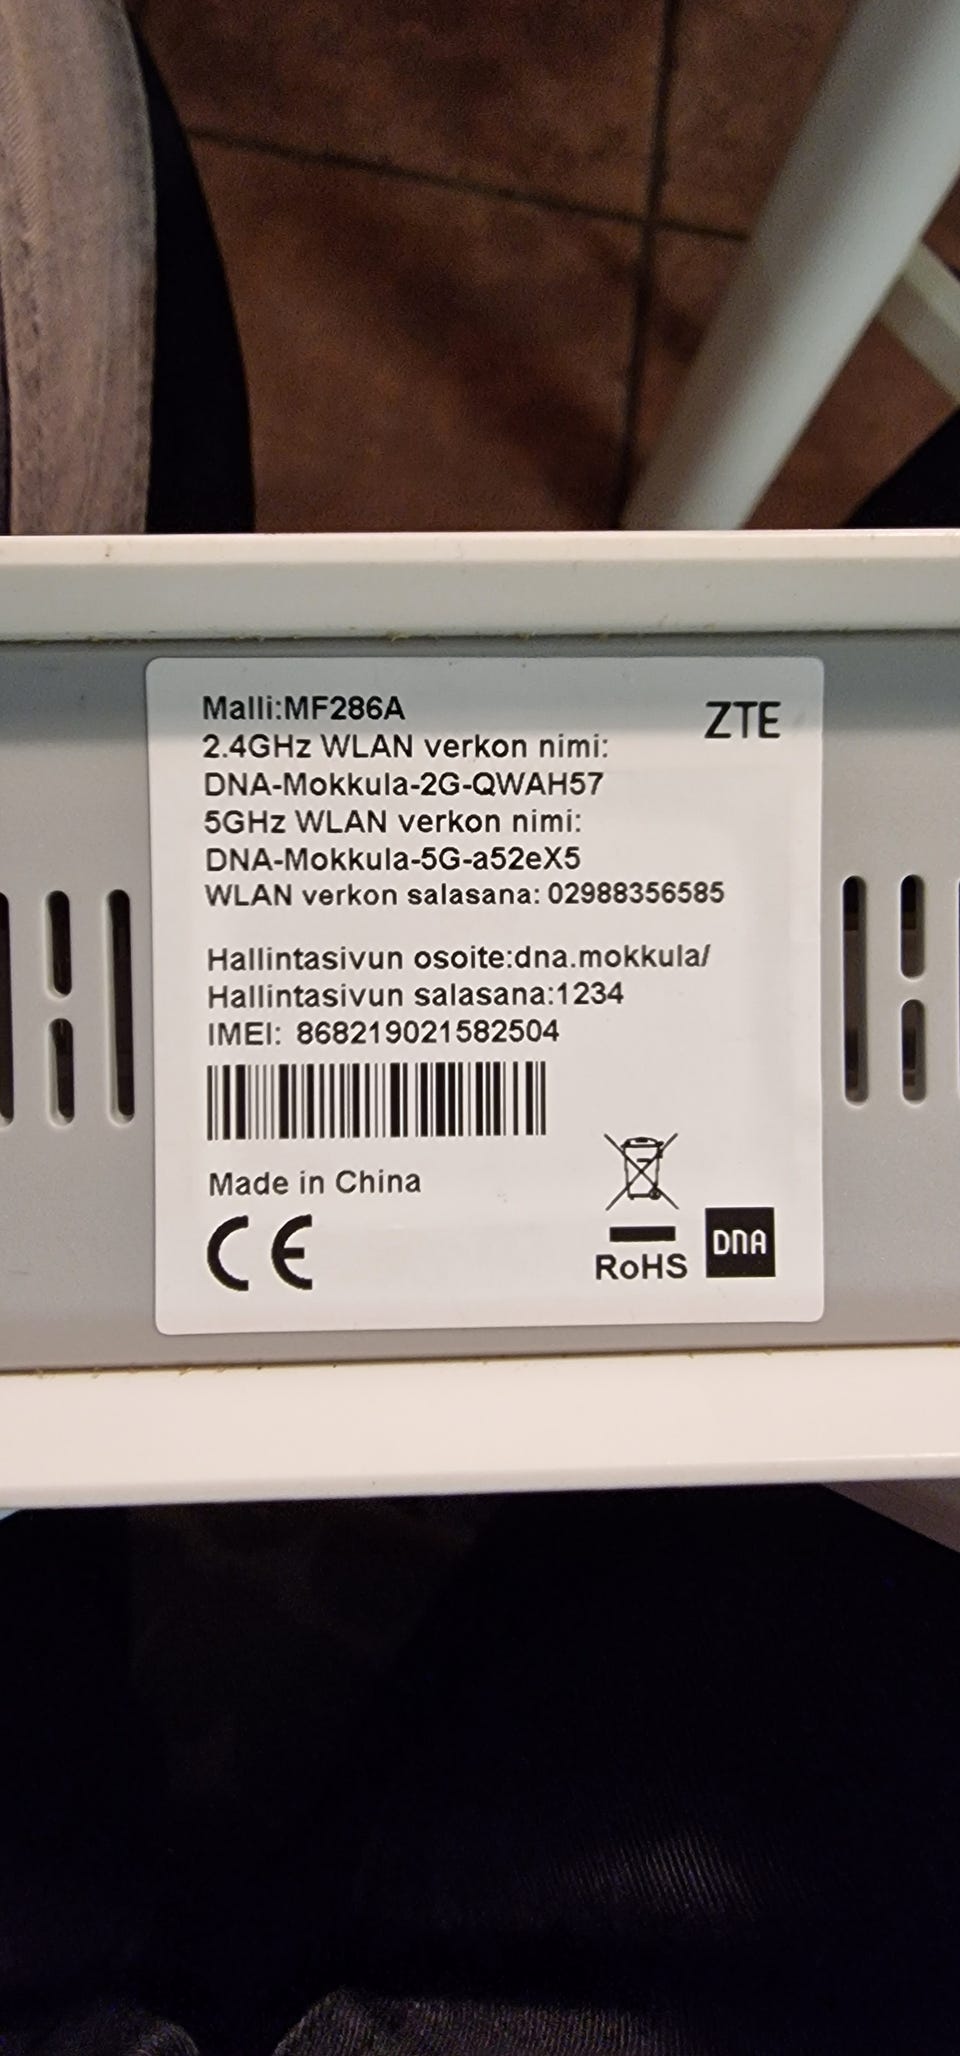 Malli:MF286A
ZTE
2.4GHz WLAN verkon nimi:
DNA-Mokkula-2G-QWAH57
5GHz WLAN verkon nimi:
DNA-Mokkula-5G-a52eX5
WLAN verkon salasana: 02988356585
Hallintasivun osoite:dna.mokkula/
Hallintasivun salasana:1234
IMEI: 868219021582504
Made in China
CE
RoHS
DNA